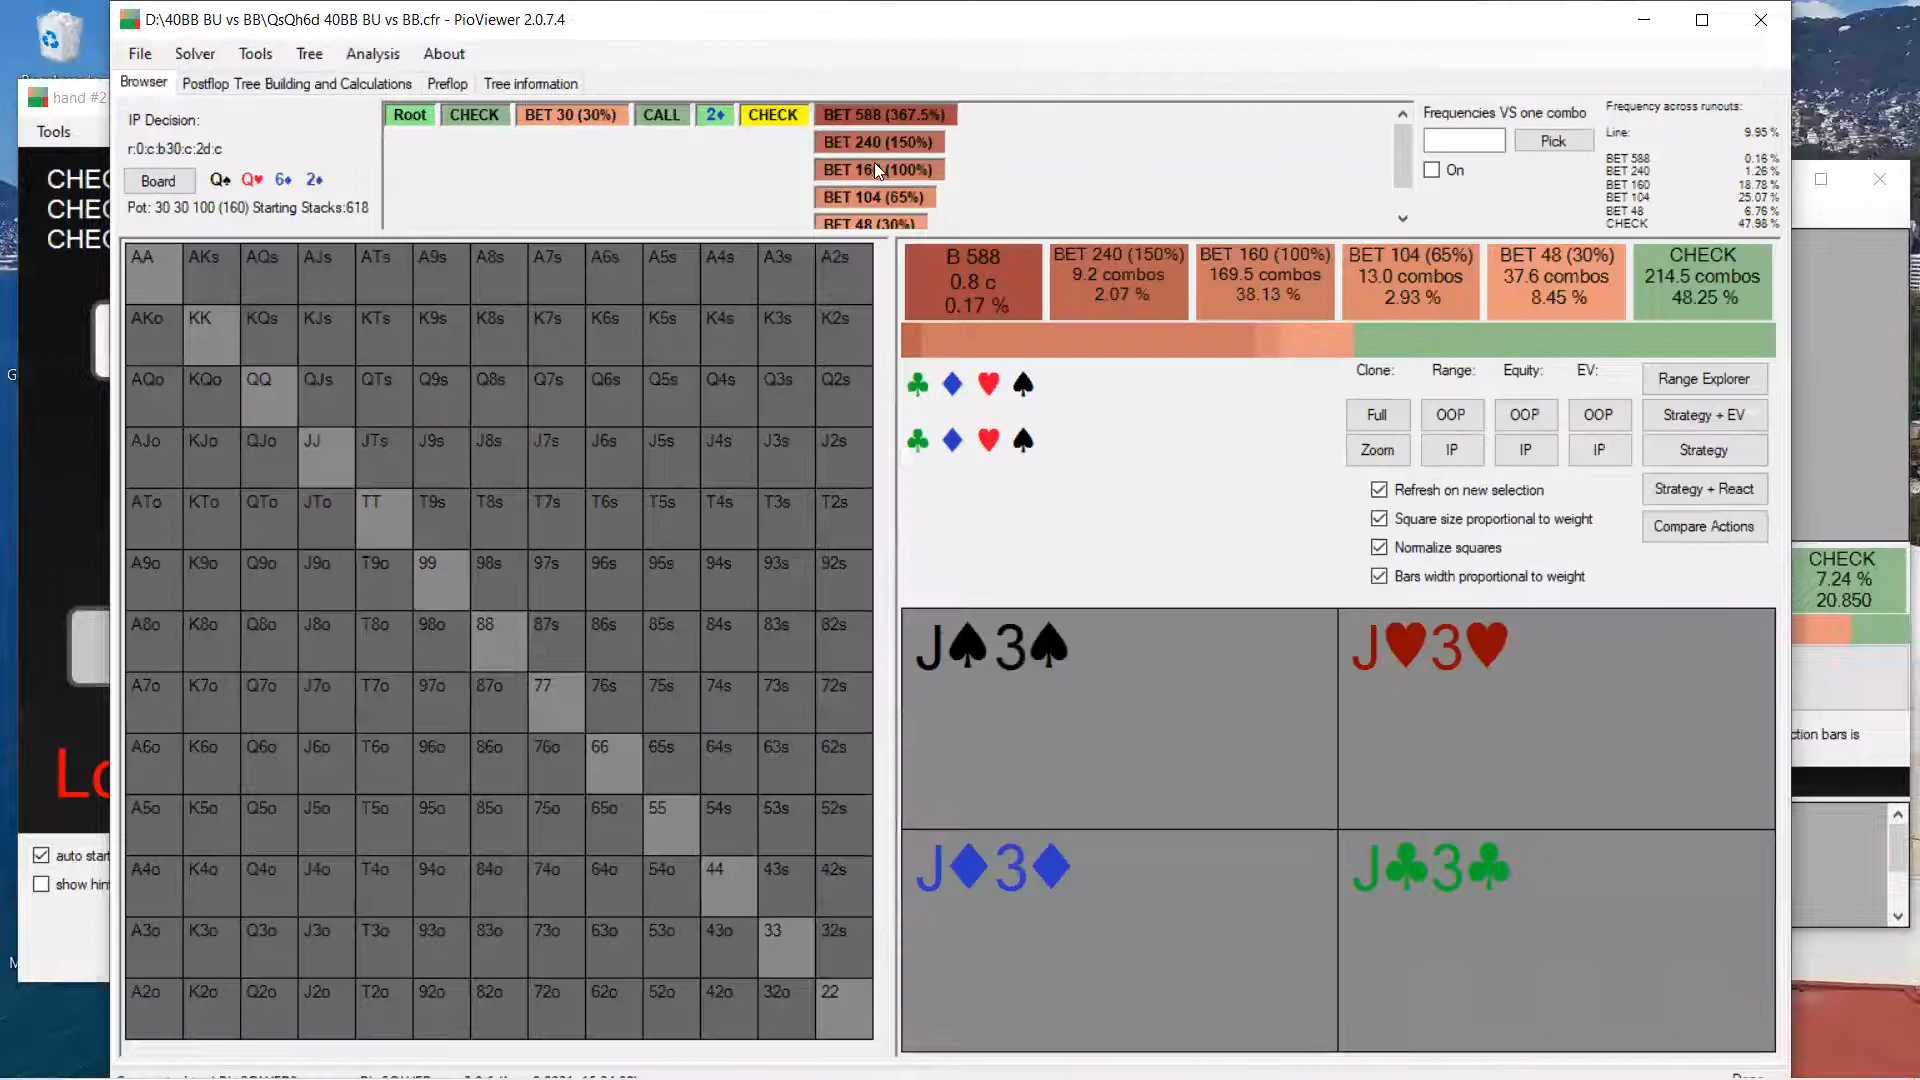 D:\40BB BU vs BB\QsQh6d 40BB BU vs BB.cfr - PioViewer 2.0.7.4
File Solver Tools Tree Analysis About
Browser Postflop Tree Building and Calculations Preflop Tree information
hand #2
Tools
IP Decision:
r:0:c:b30:c:2d:c
Board Q♠ Q♥ 6♦ 2♦
Pot: 30 30 100 (160) Starting Stacks:618
Root CHECK BET 30 (30%) CALL 2♦ CHECK BET 588 (367.5%)
BET 240 (150%)
BET 160 (100%)
BET 104 (65%)
BET 48 (30%)
Frequencies VS one combo
Pick
On
Frequency across runouts:
Line: 9.95 %
BET 588 0.16 %
BET 240 1.26 %
BET 160 18.78 %
BET 104 25.07 %
BET 48 6.76 %
CHECK 47.98 %
AA AKs AQs AJs ATs A9s A8s A7s A6s A5s A4s A3s A2s
AKo KK KQs KJs KTs K9s K8s K7s K6s K5s K4s K3s K2s
AQo KQo QQ QJs QTs Q9s Q8s Q7s Q6s Q5s Q4s Q3s Q2s
AJo KJo QJo JJ JTs J9s J8s J7s J6s J5s J4s J3s J2s
ATo KTo QTo JTo TT T9s T8s T7s T6s T5s T4s T3s T2s
A9o K9o Q9o J9o T9o 99 98s 97s 96s 95s 94s 93s 92s
A8o K8o Q8o J8o T8o 98o 88 87s 86s 85s 84s 83s 82s
A7o K7o Q7o J7o T7o 97o 87o 77 76s 75s 74s 73s 72s
A6o K6o Q6o J6o T6o 96o 86o 76o 66 65s 64s 63s 62s
A5o K5o Q5o J5o T5o 95o 85o 75o 65o 55 54s 53s 52s
A4o K4o Q4o J4o T4o 94o 84o 74o 64o 54o 44 43s 42s
A3o K3o Q3o J3o T3o 93o 83o 73o 63o 53o 43o 33 32s
A2o K2o Q2o J2o T2o 92o 82o 72o 62o 52o 42o 32o 22
B 588
0.8 c
0.17 %
BET 240 (150%)
9.2 combos
2.07 %
BET 160 (100%)
169.5 combos
38.13 %
BET 104 (65%)
13.0 combos
2.93 %
BET 48 (30%)
37.6 combos
8.45 %
CHECK
214.5 combos
48.25 %
♣ ♦ ♥ ♠
♣ ♦ ♥ ♠
Clone: Range: Equity: EV: Range Explorer
Full OOP OOP OOP Strategy + EV
Zoom IP IP IP Strategy
Refresh on new selection Strategy + React
Square size proportional to weight Compare Actions
Normalize squares
Bars width proportional to weight
J♠3♠ J♥3♥
J♦3♦ J♣3♣
CHECK
7.24 %
20.850
ction bars is
auto start
show hin